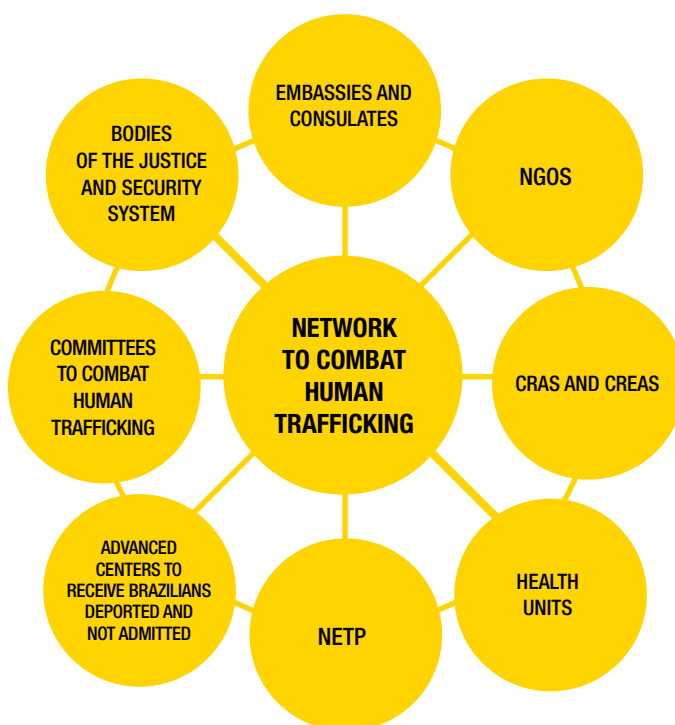 EMBASSIES AND
CONSULATES
BODIES
OF THE JUSTICE
AND SECURITY
SYSTEM
NGOS
NETWORK
TO COMBAT
HUMAN
TRAFFICKING
COMMITTEES
TO COMBAT
HUMAN
TRAFFICKING
CRAS AND CREAS
ADVANCED
CENTERS TO
RECEIVE BRAZILIANS
DEPORTED AND
NOT ADMITTED
NETP
HEALTH
UNITS